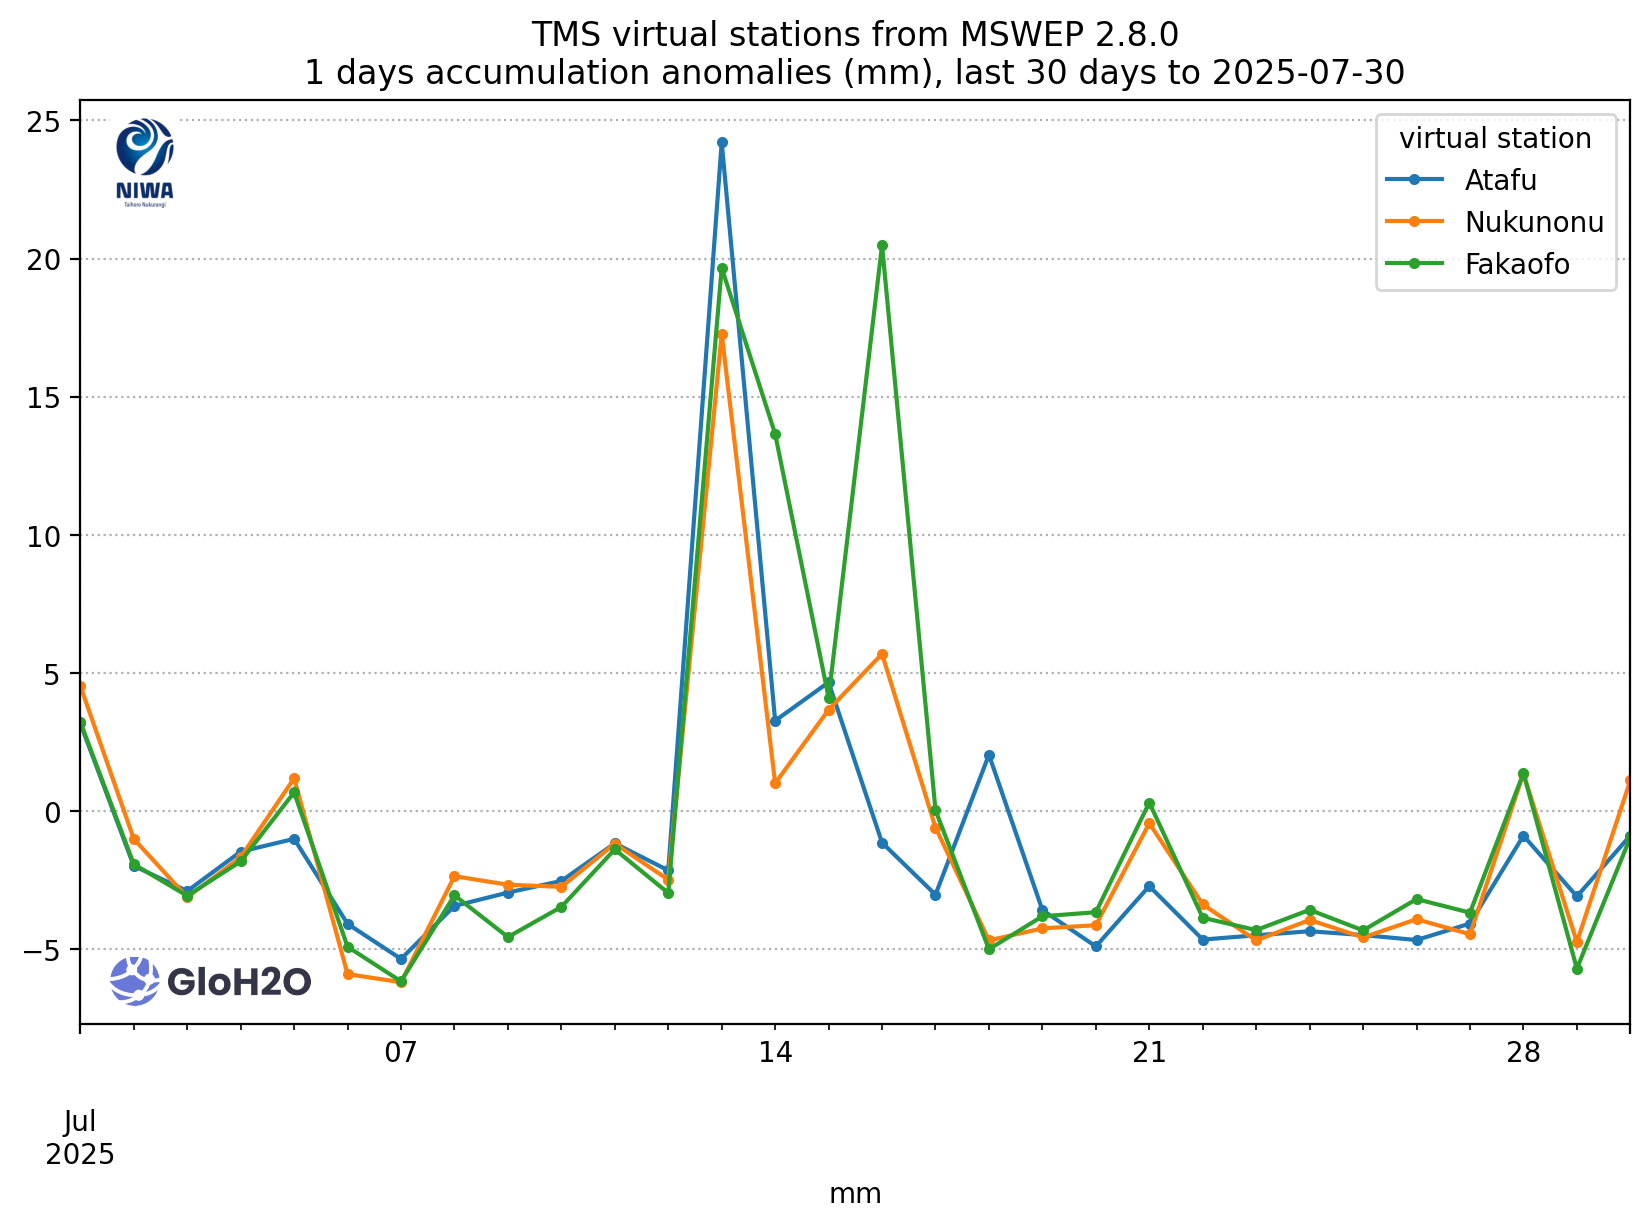 TMS virtual stations from MSWEP 2.8.0
1 days accumulation anomalies (mm), last 30 days to 2025-07-30
25
20
15
10
5
0
−5
NIWA
Taihoro Nukurangi
virtual station
Atafu
Nukunonu
Fakaofo
GloH2O
07
14
21
28
Jul
2025
mm